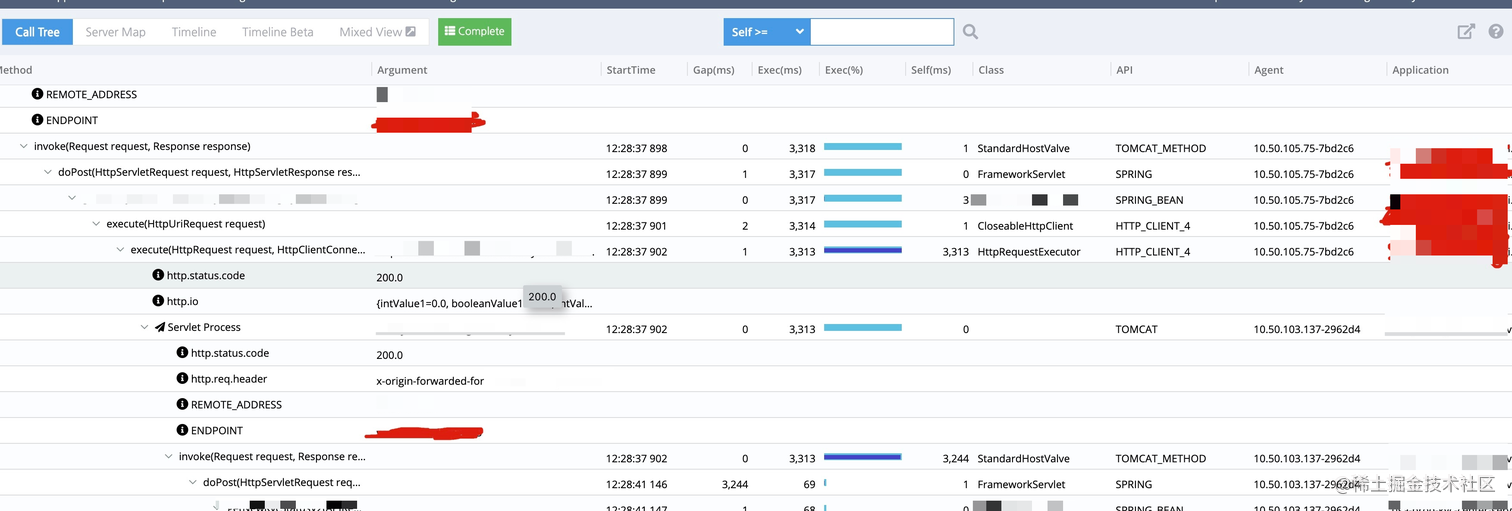 Call Tree Server Map Timeline Timeline Beta Mixed View Complete Self >=
Method Argument StartTime Gap(ms) Exec(ms) Exec(%) Self(ms) Class API Agent Application
REMOTE_ADDRESS
ENDPOINT
invoke(Request request, Response response) 12:28:37 898 0 3,318 1 StandardHostValve TOMCAT_METHOD 10.50.105.75-7bd2c6
doPost(HttpServletRequest request, HttpServletResponse res... 12:28:37 899 1 3,317 0 FrameworkServlet SPRING 10.50.105.75-7bd2c6
12:28:37 899 0 3,317 3 SPRING_BEAN 10.50.105.75-7bd2c6
execute(HttpUriRequest request) 12:28:37 901 2 3,314 1 CloseableHttpClient HTTP_CLIENT_4 10.50.105.75-7bd2c6
execute(HttpRequest request, HttpClientConne... 12:28:37 902 1 3,313 3,313 HttpRequestExecutor HTTP_CLIENT_4 10.50.105.75-7bd2c6
http.status.code 200.0
200.0
http.io {intValue1=0.0, booleanValue1 ntVal...
Servlet Process 12:28:37 902 0 3,313 0 TOMCAT 10.50.103.137-2962d4
http.status.code 200.0
http.req.header x-origin-forwarded-for
REMOTE_ADDRESS
ENDPOINT
invoke(Request request, Response re... 12:28:37 902 0 3,313 3,244 StandardHostValve TOMCAT_METHOD 10.50.103.137-2962d4
doPost(HttpServletRequest req... 12:28:41 146 3,244 69 1 FrameworkServlet SPRING 10.50.103.137-2962d4
@稀土掘金技术社区
12:28:41 147 1 68 0 SPRING_BEAN 10.50.103.137-2962d4